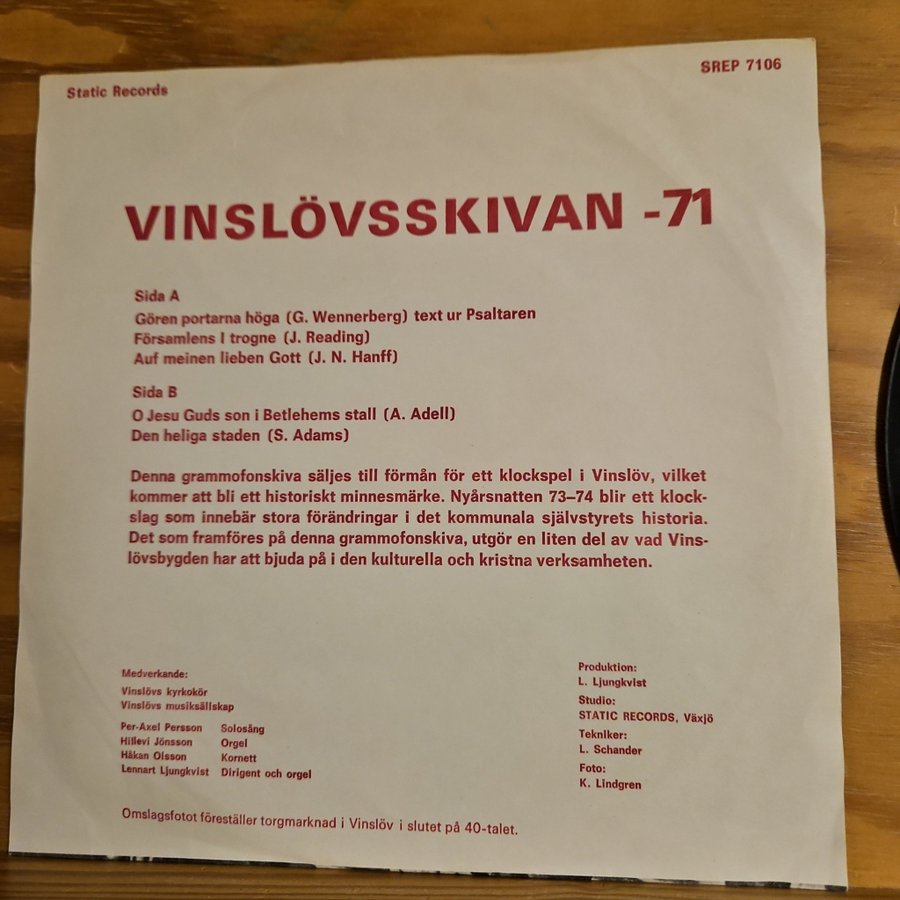 Static Records
SREP 7106
VINSLÖVSSKIVAN -71
Sida A
Gören portarna höga (G. Wennerberg) text ur Psaltaren
Församlens I trogne (J. Reading)
Auf meinen lieben Gott (J. N. Hanff)
Sida B
O Jesu Guds son i Betlehems stall (A. Adell)
Den heliga staden (S. Adams)
Denna grammofonskiva säljes till förmån för ett klockspel i Vinslöv, vilket
kommer att bli ett historiskt minnesmärke. Nyårsnatten 73–74 blir ett klock-
slag som innebär stora förändringar i det kommunala självstyrets historia.
Det som framföres på denna grammofonskiva, utgör en liten del av vad Vins-
lövsbygden har att bjuda på i den kulturella och kristna verksamheten.
Medverkande:
Vinslövs kyrkokör
Vinslövs musiksällskap
Per-Axel Persson Solosång
Hillevi Jönsson Orgel
Håkan Olsson Kornett
Lennart Ljungkvist Dirigent och orgel
Produktion:
L. Ljungkvist
Studio:
STATIC RECORDS, Växjö
Tekniker:
L. Schander
Foto:
K. Lindgren
Omslagsfotot föreställer torgmarknad i Vinslöv i slutet på 40-talet.